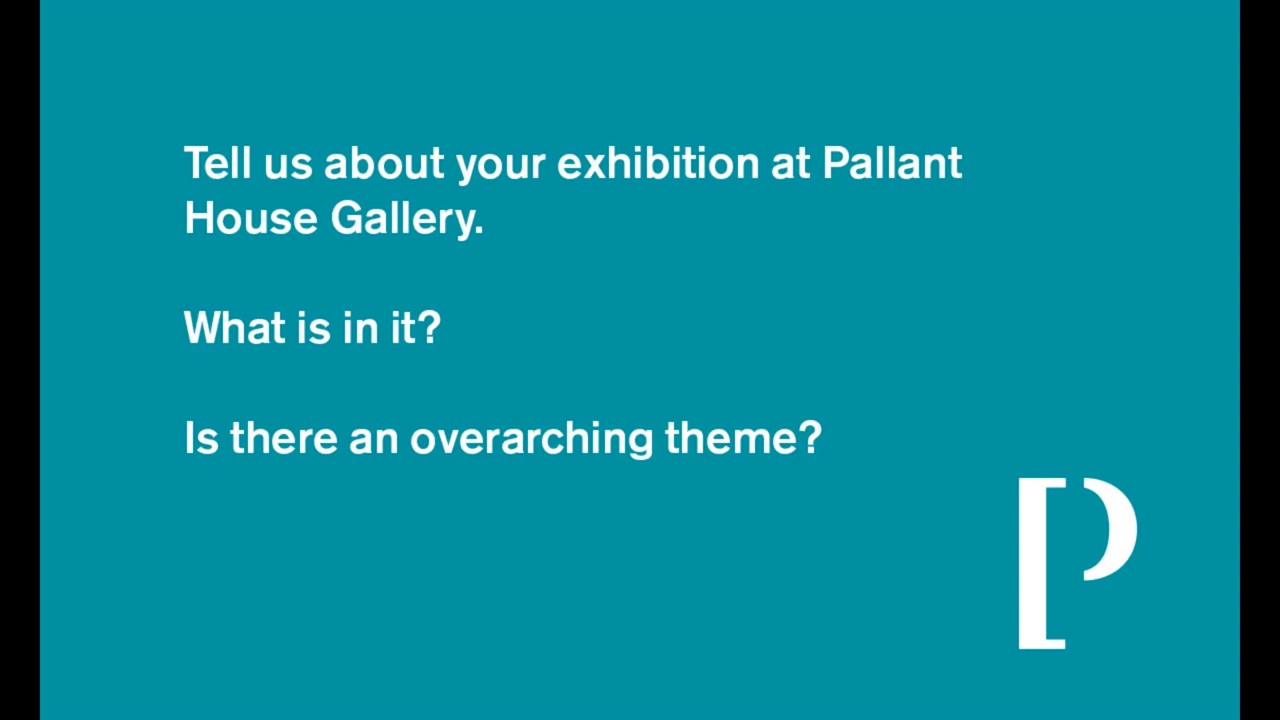 Tell us about your exhibition at Pallant
House Gallery.
What is in it?
Is there an overarching theme?
P